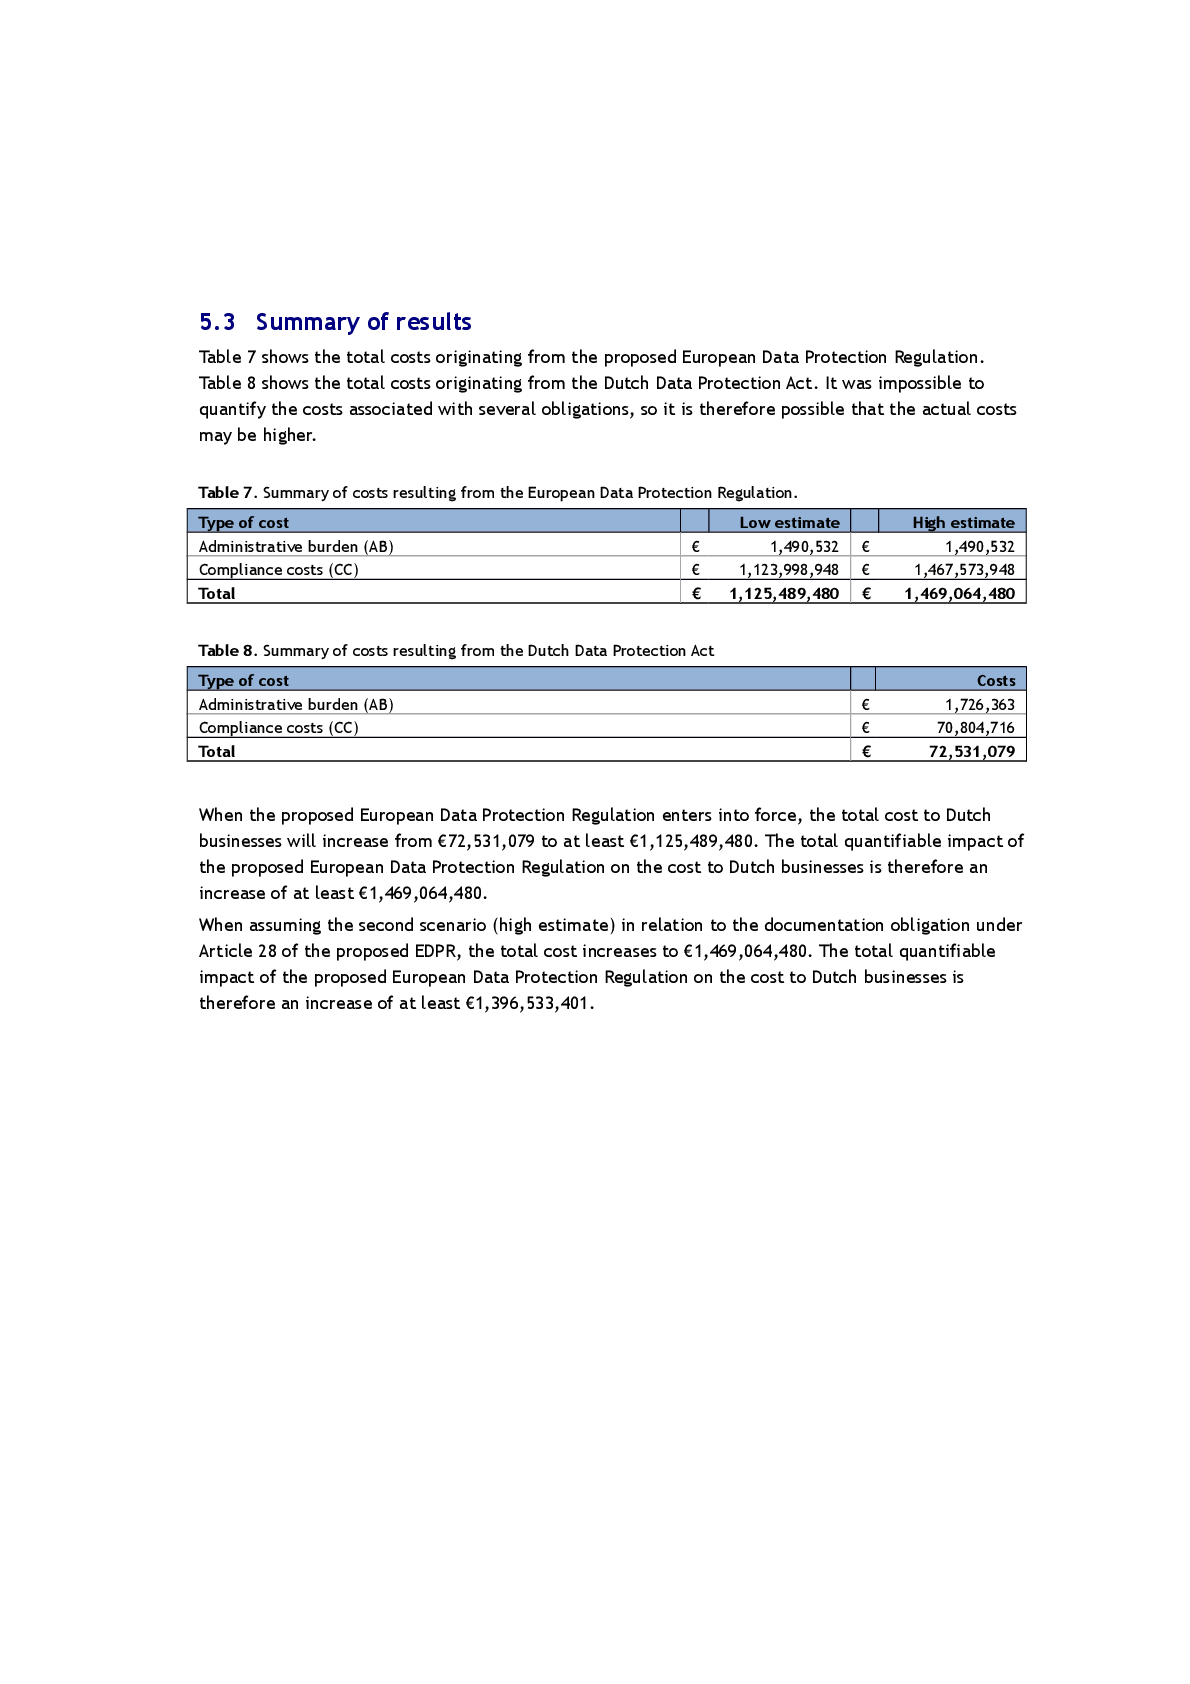 5.3 Summary of results
Table 7 shows the total costs originating from the proposed European Data Protection Regulation.
Table 8 shows the total costs originating from the Dutch Data Protection Act. It was impossible to
quantify the costs associated with several obligations, so it is therefore possible that the actual costs
may be higher.
Table 7. Summary of costs resulting from the European Data Protection Regulation.
Type of cost Low estimate High estimate
Administrative burden (AB) € 1,490,532 € 1,490,532
Compliance costs (CC) € 1,123,998,948 € 1,467,573,948
Total € 1,125,489,480 € 1,469,064,480
Table 8. Summary of costs resulting from the Dutch Data Protection Act
Type of cost Costs
Administrative burden (AB) € 1,726,363
Compliance costs (CC) € 70,804,716
Total € 72,531,079
When the proposed European Data Protection Regulation enters into force, the total cost to Dutch
businesses will increase from €72,531,079 to at least €1,125,489,480. The total quantifiable impact of
the proposed European Data Protection Regulation on the cost to Dutch businesses is therefore an
increase of at least €1,469,064,480.
When assuming the second scenario (high estimate) in relation to the documentation obligation under
Article 28 of the proposed EDPR, the total cost increases to €1,469,064,480. The total quantifiable
impact of the proposed European Data Protection Regulation on the cost to Dutch businesses is
therefore an increase of at least €1,396,533,401.